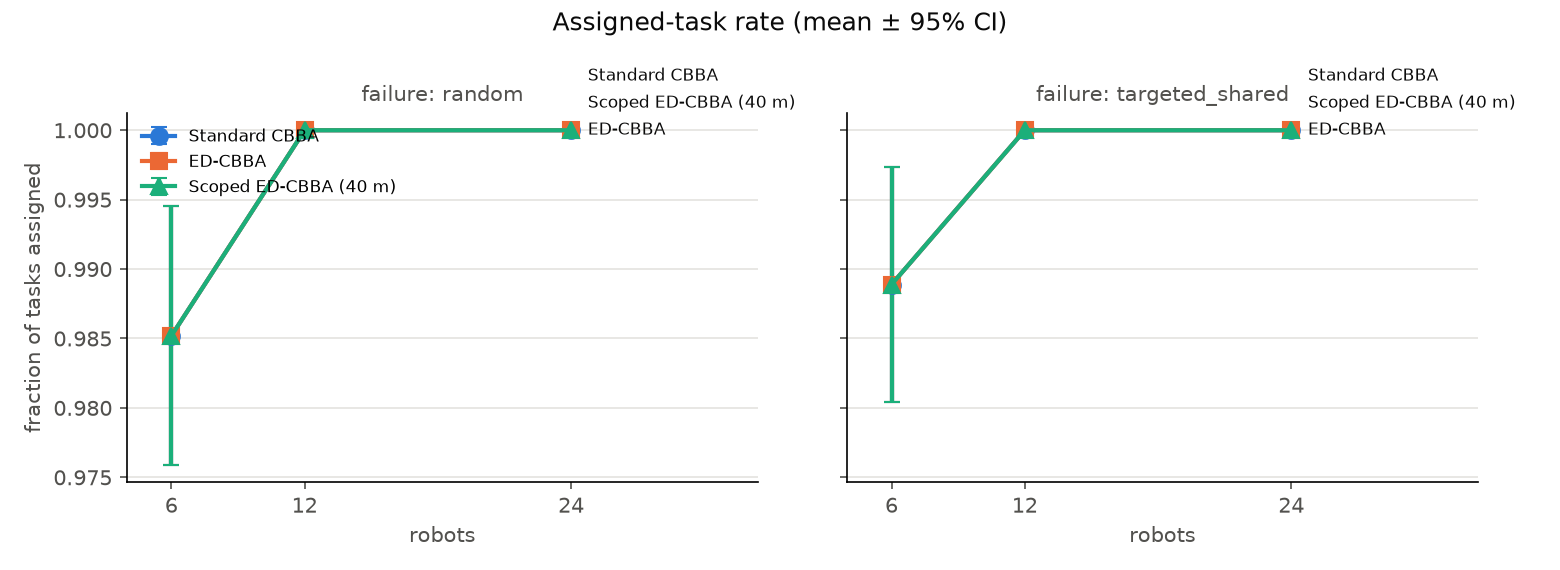 Assigned-task rate (mean ± 95% CI)
failure: random
Standard CBBA
Scoped ED-CBBA (40 m)
ED-CBBA
Standard CBBA
ED-CBBA
Scoped ED-CBBA (40 m)
fraction of tasks assigned
1.000
0.995
0.990
0.985
0.980
0.975
6 12 24
robots
failure: targeted_shared
Standard CBBA
Scoped ED-CBBA (40 m)
ED-CBBA
6 12 24
robots